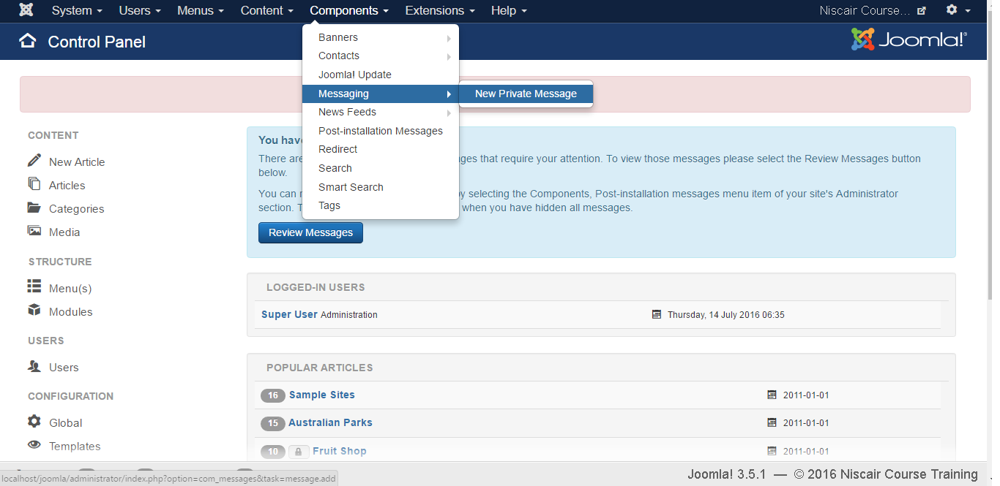 System Users Menus Content Components Extensions Help Niscair Course...
Control Panel Joomla!®
Banners
Contacts
Joomla! Update
Messaging New Private Message
News Feeds
Post-installation Messages
Redirect
Search
Smart Search
Tags
CONTENT
New Article
Articles
Categories
Media
STRUCTURE
Menu(s)
Modules
USERS
Users
CONFIGURATION
Global
Templates
You have
There are ges that require your attention. To view those messages please select the Review Messages button
below.
You can y selecting the Components, Post-installation messages menu item of your site's Administrator
section. when you have hidden all messages.
Review Messages
LOGGED-IN USERS
Super User Administration Thursday, 14 July 2016 06:35
POPULAR ARTICLES
16 Sample Sites 2011-01-01
15 Australian Parks 2011-01-01
10 Fruit Shop 2011-01-01
localhost/joomla/administrator/index.php?option=com_messages&task=message.add
Joomla! 3.5.1 — © 2016 Niscair Course Training